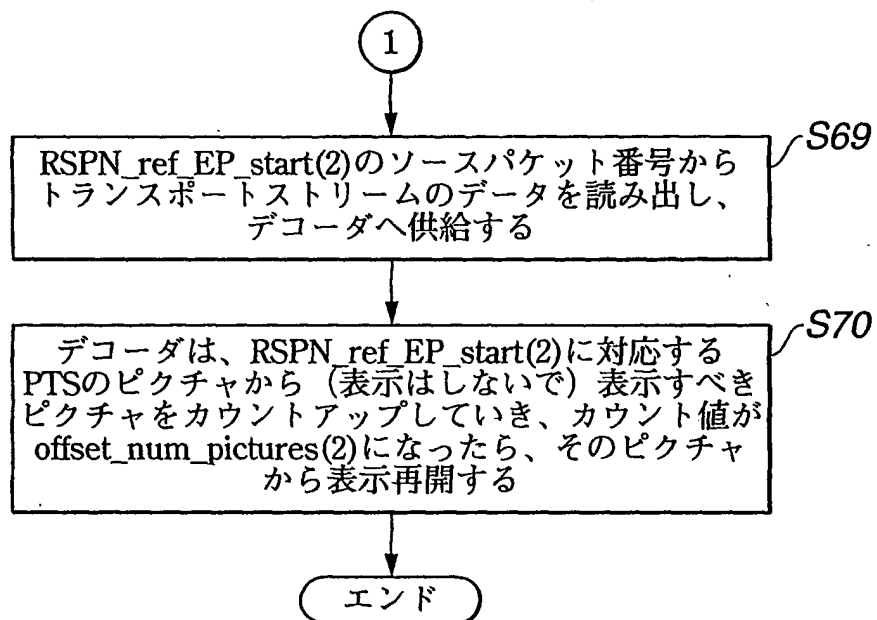 1
S69
RSPN_ref_EP_start(2)のソースパケット番号から
トランスポートストリームのデータを読み出し、
デコーダへ供給する
S70
デコーダは、RSPN_ref_EP_start(2)に対応する
PTSのピクチャから（表示はしないで）表示すべき
ピクチャをカウントアップしていき、カウント値が
offset_num_pictures(2)になったら、そのピクチャ
から表示再開する
エンド